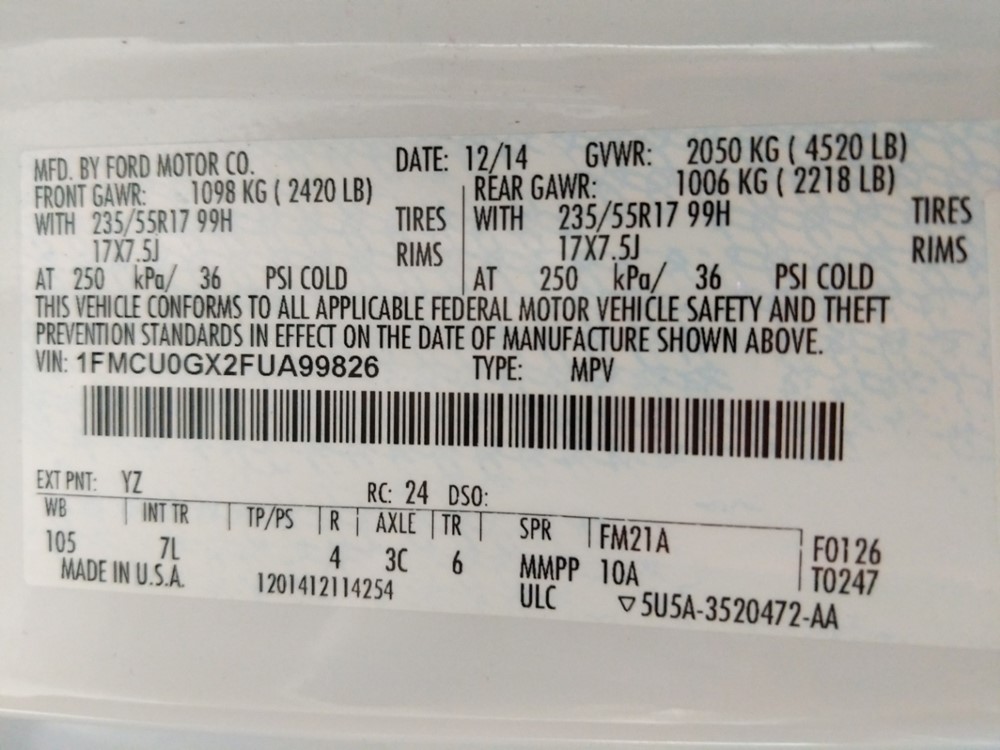 MFD. BY FORD MOTOR CO. DATE: 12/14 GVWR: 2050 KG ( 4520 LB)
FRONT GAWR: 1098 KG ( 2420 LB) REAR GAWR: 1006 KG ( 2218 LB)
WITH 235/55R17 99H TIRES WITH 235/55R17 99H TIRES
17X7.5J RIMS 17X7.5J RIMS
AT 250 kPa/ 36 PSI COLD AT 250 kPa/ 36 PSI COLD
THIS VEHICLE CONFORMS TO ALL APPLICABLE FEDERAL MOTOR VEHICLE SAFETY AND THEFT
PREVENTION STANDARDS IN EFFECT ON THE DATE OF MANUFACTURE SHOWN ABOVE.
VIN: 1FMCU0GX2FUA99826 TYPE: MPV
EXT PNT: YZ RC: 24 DSO:
WB INT TR TP/PS R AXLE TR SPR FM21A F0126
105 7L 4 3C 6 MMPP 10A T0247
MADE IN U.S.A. 1201412114254 ULC ▽5U5A-3520472-AA